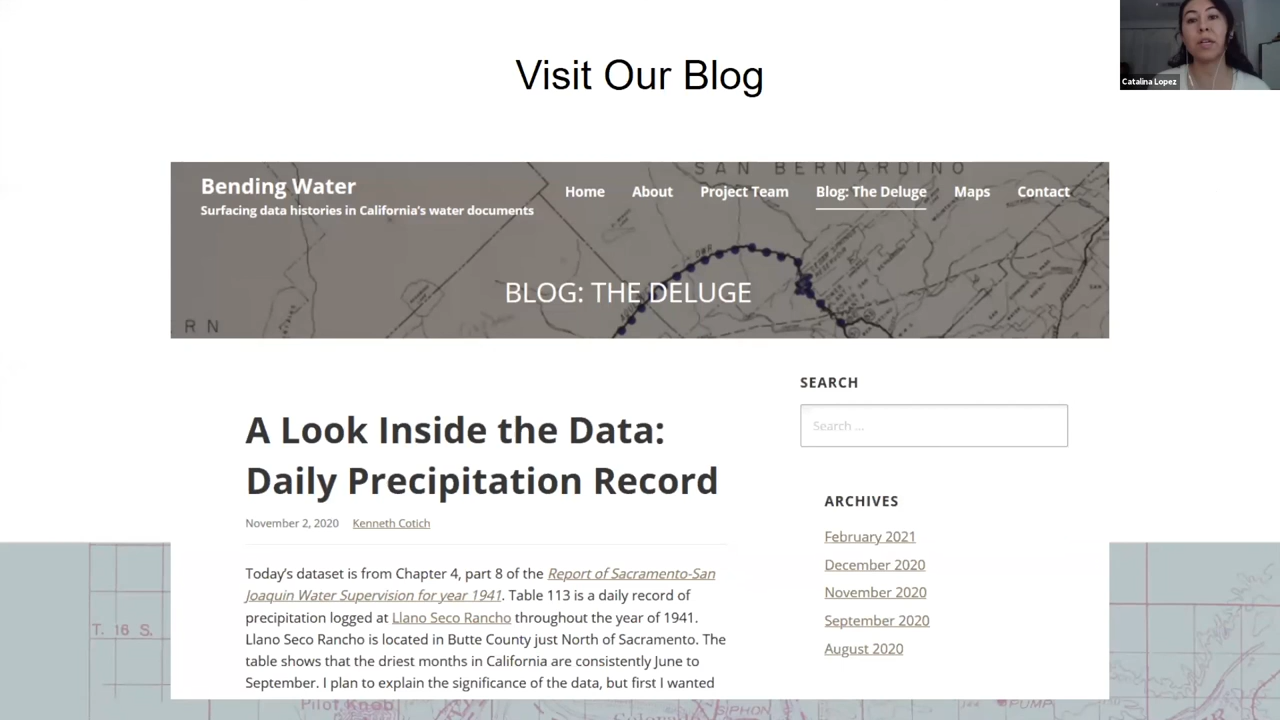 Visit Our Blog
Catalina Lopez
SAN BERNARDINO
Bending Water
Surfacing data histories in California's water documents
Home About Project Team Blog: The Deluge Maps Contact
BLOG: THE DELUGE
RN
SEARCH
Search ...
A Look Inside the Data:
Daily Precipitation Record
November 2, 2020 Kenneth Cotich
Today's dataset is from Chapter 4, part 8 of the Report of Sacramento-San
Joaquin Water Supervision for year 1941. Table 113 is a daily record of
precipitation logged at Llano Seco Rancho throughout the year of 1941.
Llano Seco Rancho is located in Butte County just North of Sacramento. The
table shows that the driest months in California are consistently June to
September. I plan to explain the significance of the data, but first I wanted
ARCHIVES
February 2021
December 2020
November 2020
September 2020
August 2020
T. 16 S.
Pilot Knob
Colorado
SIPHON
PUMP